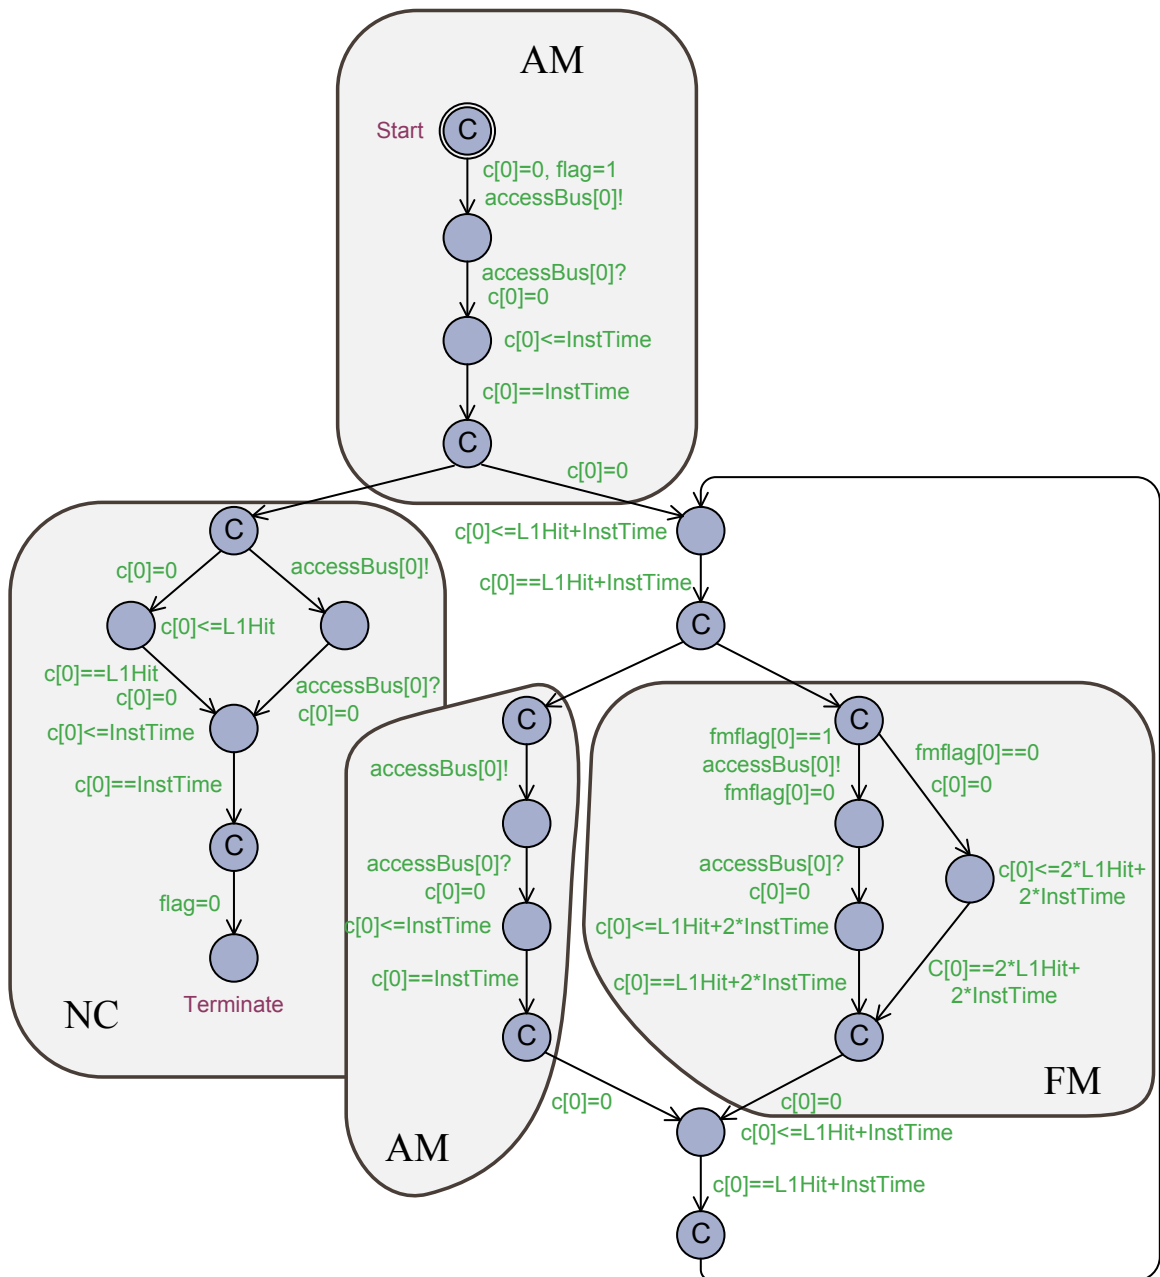 AM
Start
C
c[0]=0, flag=1
accessBus[0]!
accessBus[0]?
c[0]=0
c[0]<=InstTime
c[0]==InstTime
C
c[0]=0
C
c[0]=0
accessBus[0]!
c[0]<=L1Hit
c[0]==L1Hit
c[0]=0
accessBus[0]?
c[0]=0
c[0]<=InstTime
c[0]==InstTime
C
flag=0
Terminate
NC
c[0]<=L1Hit+InstTime
c[0]==L1Hit+InstTime
C
C
accessBus[0]!
accessBus[0]?
c[0]=0
c[0]<=InstTime
c[0]==InstTime
C
c[0]=0
AM
C
fmflag[0]==1
accessBus[0]!
fmflag[0]=0
fmflag[0]==0
c[0]=0
accessBus[0]?
c[0]=0
c[0]<=2*L1Hit+
2*InstTime
c[0]<=L1Hit+2*InstTime
c[0]==L1Hit+2*InstTime
C[0]==2*L1Hit+
2*InstTime
C
FM
c[0]=0
c[0]<=L1Hit+InstTime
c[0]==L1Hit+InstTime
C